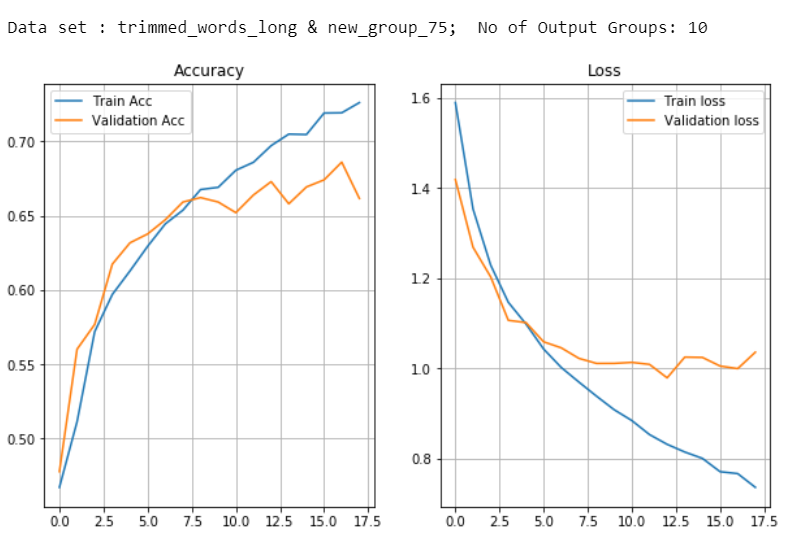 Data set : trimmed_words_long & new_group_75;  No of Output Groups: 10
Accuracy
Train Acc
Validation Acc
0.70
0.65
0.60
0.55
0.50
0.0 2.5 5.0 7.5 10.0 12.5 15.0 17.5
Loss
Train loss
Validation loss
1.6
1.4
1.2
1.0
0.8
0.0 2.5 5.0 7.5 10.0 12.5 15.0 17.5